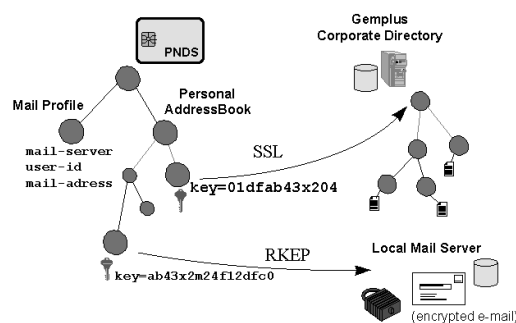 PNDS
Gemplus
Corporate Directory
Mail Profile
Personal
AddressBook
mail-server
user-id
mail-adress
SSL
key=01dfab43x204
RKEP
key=ab43x2m24f12dfc0
Local Mail Server
(encrypted e-mail)